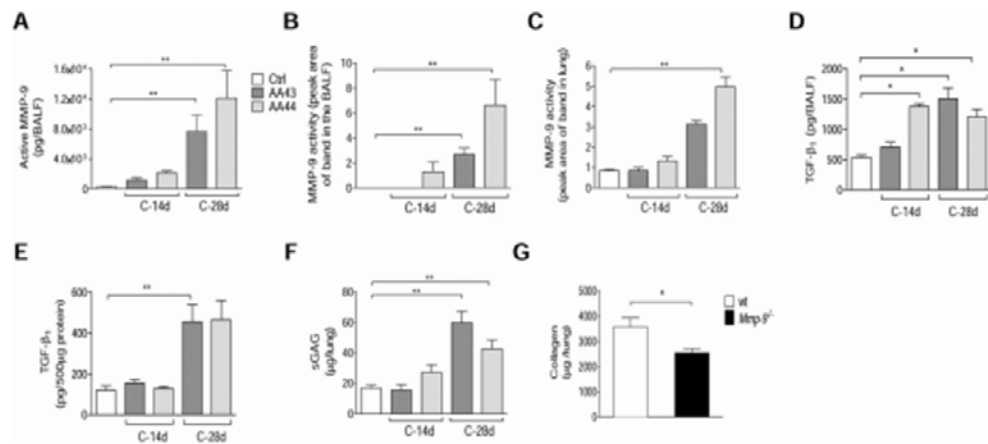 A
Active MMP-9
(pg/BALF)
1.6x10⁴
1.2x10⁴
8.0x10³
4.0x10³
0
**
**
Ctrl
AA43
AA44
C-14d
C-28d
B
MMP-9 activity (peak area
of band in the BALF)
10
8
6
4
2
0
**
**
C-14d
C-28d
C
MMP-9 activity
(peak area of band in lung)
6
5
4
3
2
1
0
**
C-14d
C-28d
D
TGF-β₁ (pg/BALF)
2000
1500
1000
500
0
*
*
*
C-14d
C-28d
E
TGF-β₁
(pg/500µg protein)
600
400
200
0
**
C-14d
C-28d
F
sGAG
(µg/lung)
80
60
40
20
0
**
**
C-14d
C-28d
G
Collagen
(µg /lung)
5000
4000
3000
2000
1000
0
*
wt
Mmp-9⁻/⁻